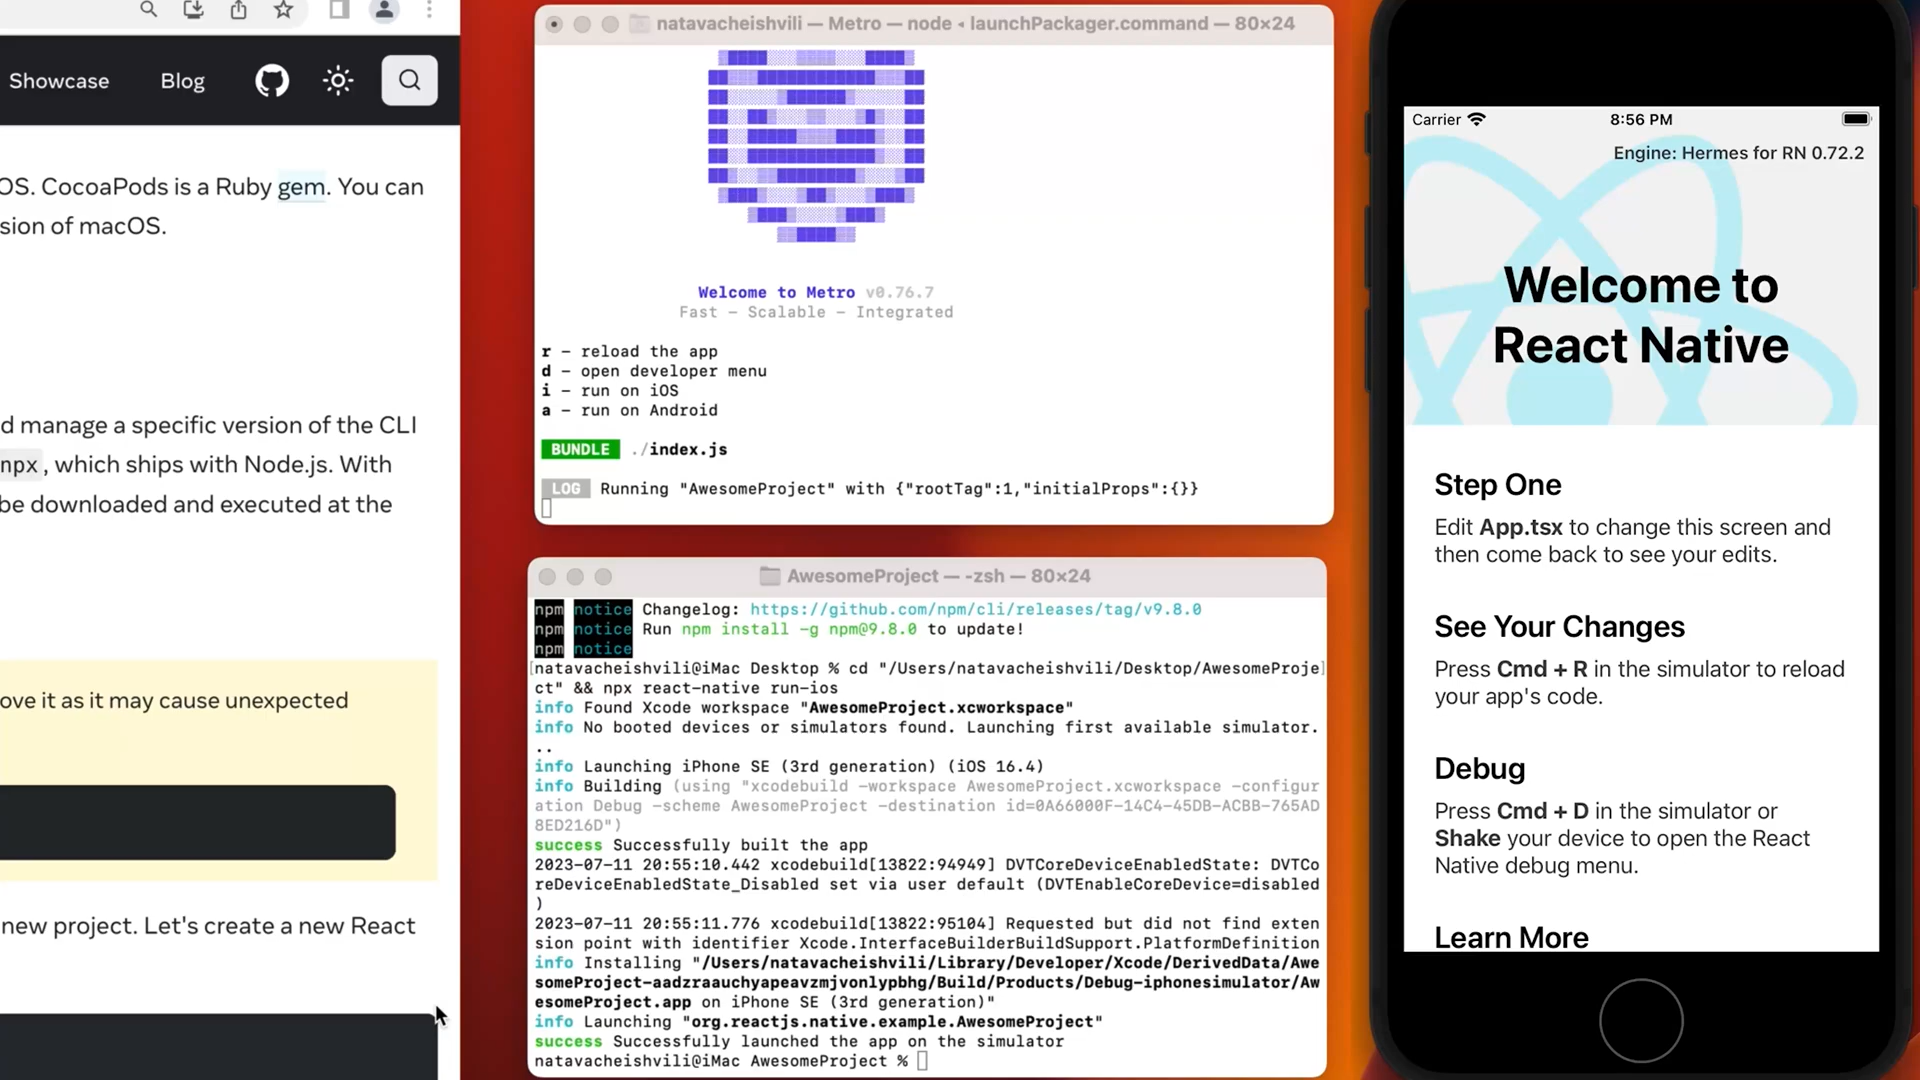 Showcase Blog
OS. CocoaPods is a Ruby gem. You can
sion of macOS.
d manage a specific version of the CLI
npx, which ships with Node.js. With
be downloaded and executed at the
ove it as it may cause unexpected
new project. Let's create a new React
natavacheishvili — Metro — node ◂ launchPackager.command — 80×24
Welcome to Metro v0.76.7
Fast - Scalable - Integrated
r - reload the app
d - open developer menu
i - run on iOS
a - run on Android
BUNDLE ./index.js
LOG Running "AwesomeProject" with {"rootTag":1,"initialProps":{}}
AwesomeProject — -zsh — 80×24
npm notice Changelog: https://github.com/npm/cli/releases/tag/v9.8.0
npm notice Run npm install -g npm@9.8.0 to update!
npm notice
[natavacheishvili@iMac Desktop % cd "/Users/natavacheishvili/Desktop/AwesomeProje]
ct" && npx react-native run-ios
info Found Xcode workspace "AwesomeProject.xcworkspace"
info No booted devices or simulators found. Launching first available simulator.
..
info Launching iPhone SE (3rd generation) (iOS 16.4)
info Building (using "xcodebuild -workspace AwesomeProject.xcworkspace -configur
ation Debug -scheme AwesomeProject -destination id=0A66000F-14C4-45DB-ACBB-765AD
8ED216D")
success Successfully built the app
2023-07-11 20:55:10.442 xcodebuild[13822:94949] DVTCoreDeviceEnabledState: DVTCo
reDeviceEnabledState_Disabled set via user default (DVTEnableCoreDevice=disabled
)
2023-07-11 20:55:11.776 xcodebuild[13822:95104] Requested but did not find exten
sion point with identifier Xcode.InterfaceBuilderBuildSupport.PlatformDefinition
info Installing "/Users/natavacheishvili/Library/Developer/Xcode/DerivedData/Awe
someProject-aadzraauchyapeavzmjvonlypbhg/Build/Products/Debug-iphonesimulator/Aw
esomeProject.app on iPhone SE (3rd generation)"
info Launching "org.reactjs.native.example.AwesomeProject"
success Successfully launched the app on the simulator
natavacheishvili@iMac AwesomeProject %
Carrier 8:56 PM
Engine: Hermes for RN 0.72.2
Welcome to
React Native
Step One
Edit App.tsx to change this screen and
then come back to see your edits.
See Your Changes
Press Cmd + R in the simulator to reload
your app's code.
Debug
Press Cmd + D in the simulator or
Shake your device to open the React
Native debug menu.
Learn More